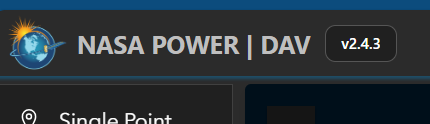 NASA POWER | DAV v2.4.3
Single Point